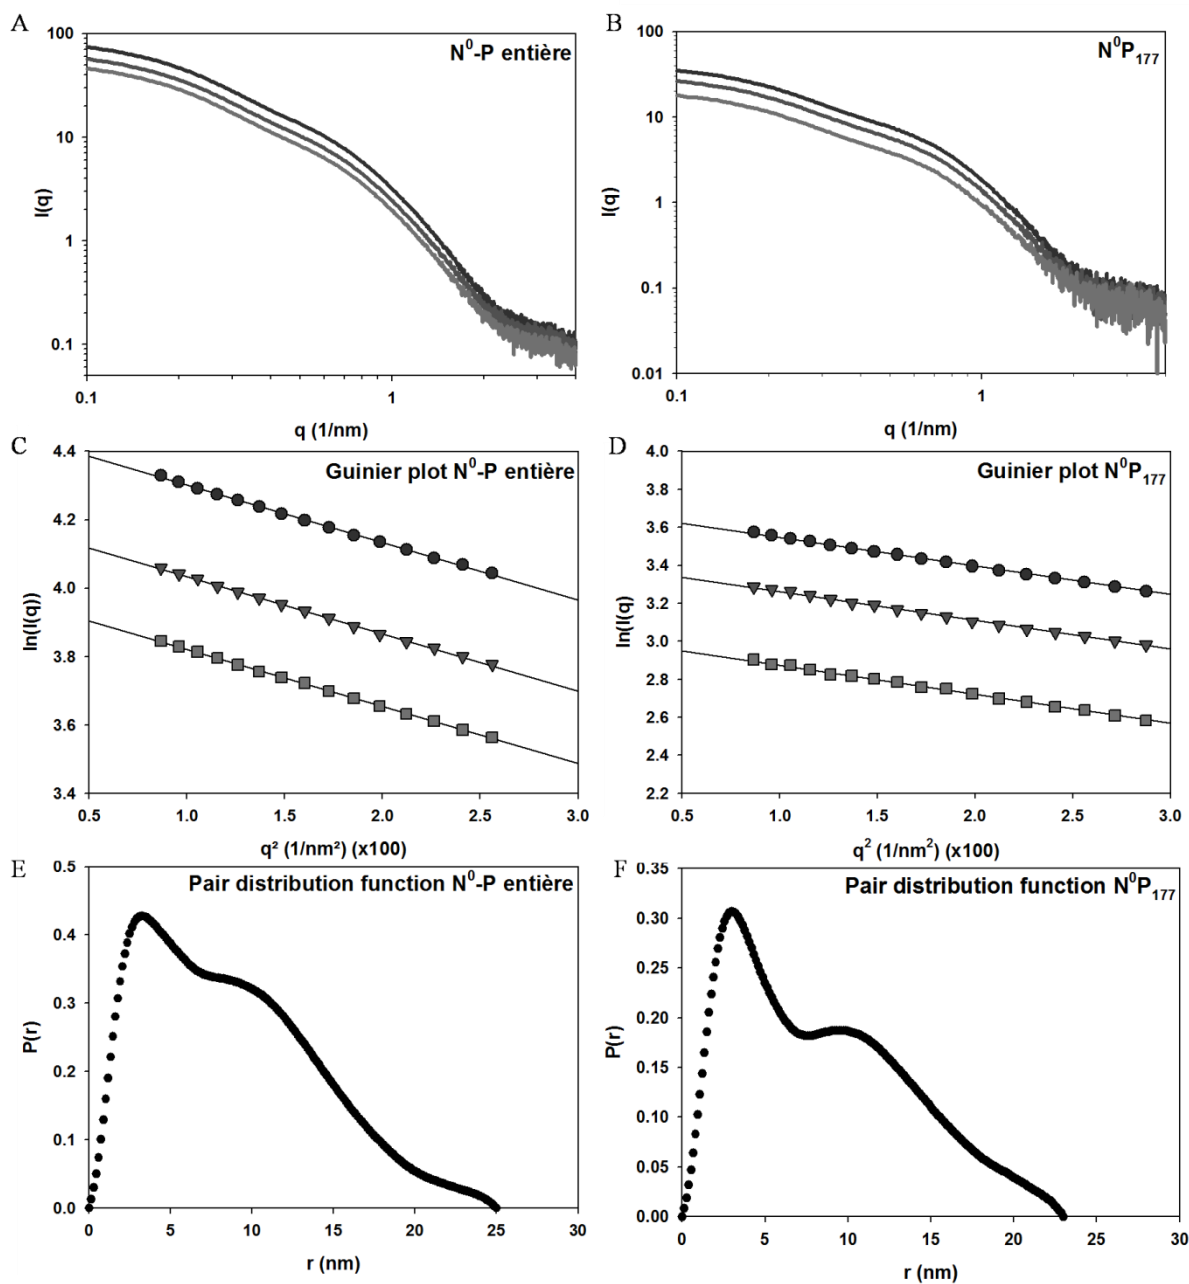 A
N⁰-P entière
100
10
1
0.1
I(q)
0.1
1
q (1/nm)
B
N⁰P₁₇₇
100
10
1
0.1
0.01
I(q)
0.1
1
q (1/nm)
C
Guinier plot N⁰-P entière
4.4
4.2
4.0
3.8
3.6
3.4
ln(I(q))
0.5 1.0 1.5 2.0 2.5 3.0
q² (1/nm²) (x100)
D
Guinier plot N⁰P₁₇₇
4.0
3.8
3.6
3.4
3.2
3.0
2.8
2.6
2.4
2.2
ln(I(q)
0.5 1.0 1.5 2.0 2.5 3.0
q² (1/nm²) (x100)
E
Pair distribution function N⁰-P entière
0.5
0.4
0.3
0.2
0.1
0.0
P(r)
0 5 10 15 20 25 30
r (nm)
F
Pair distribution function N⁰P₁₇₇
0.35
0.30
0.25
0.20
0.15
0.10
0.05
0.00
P(r)
0 5 10 15 20 25 30
r (nm)